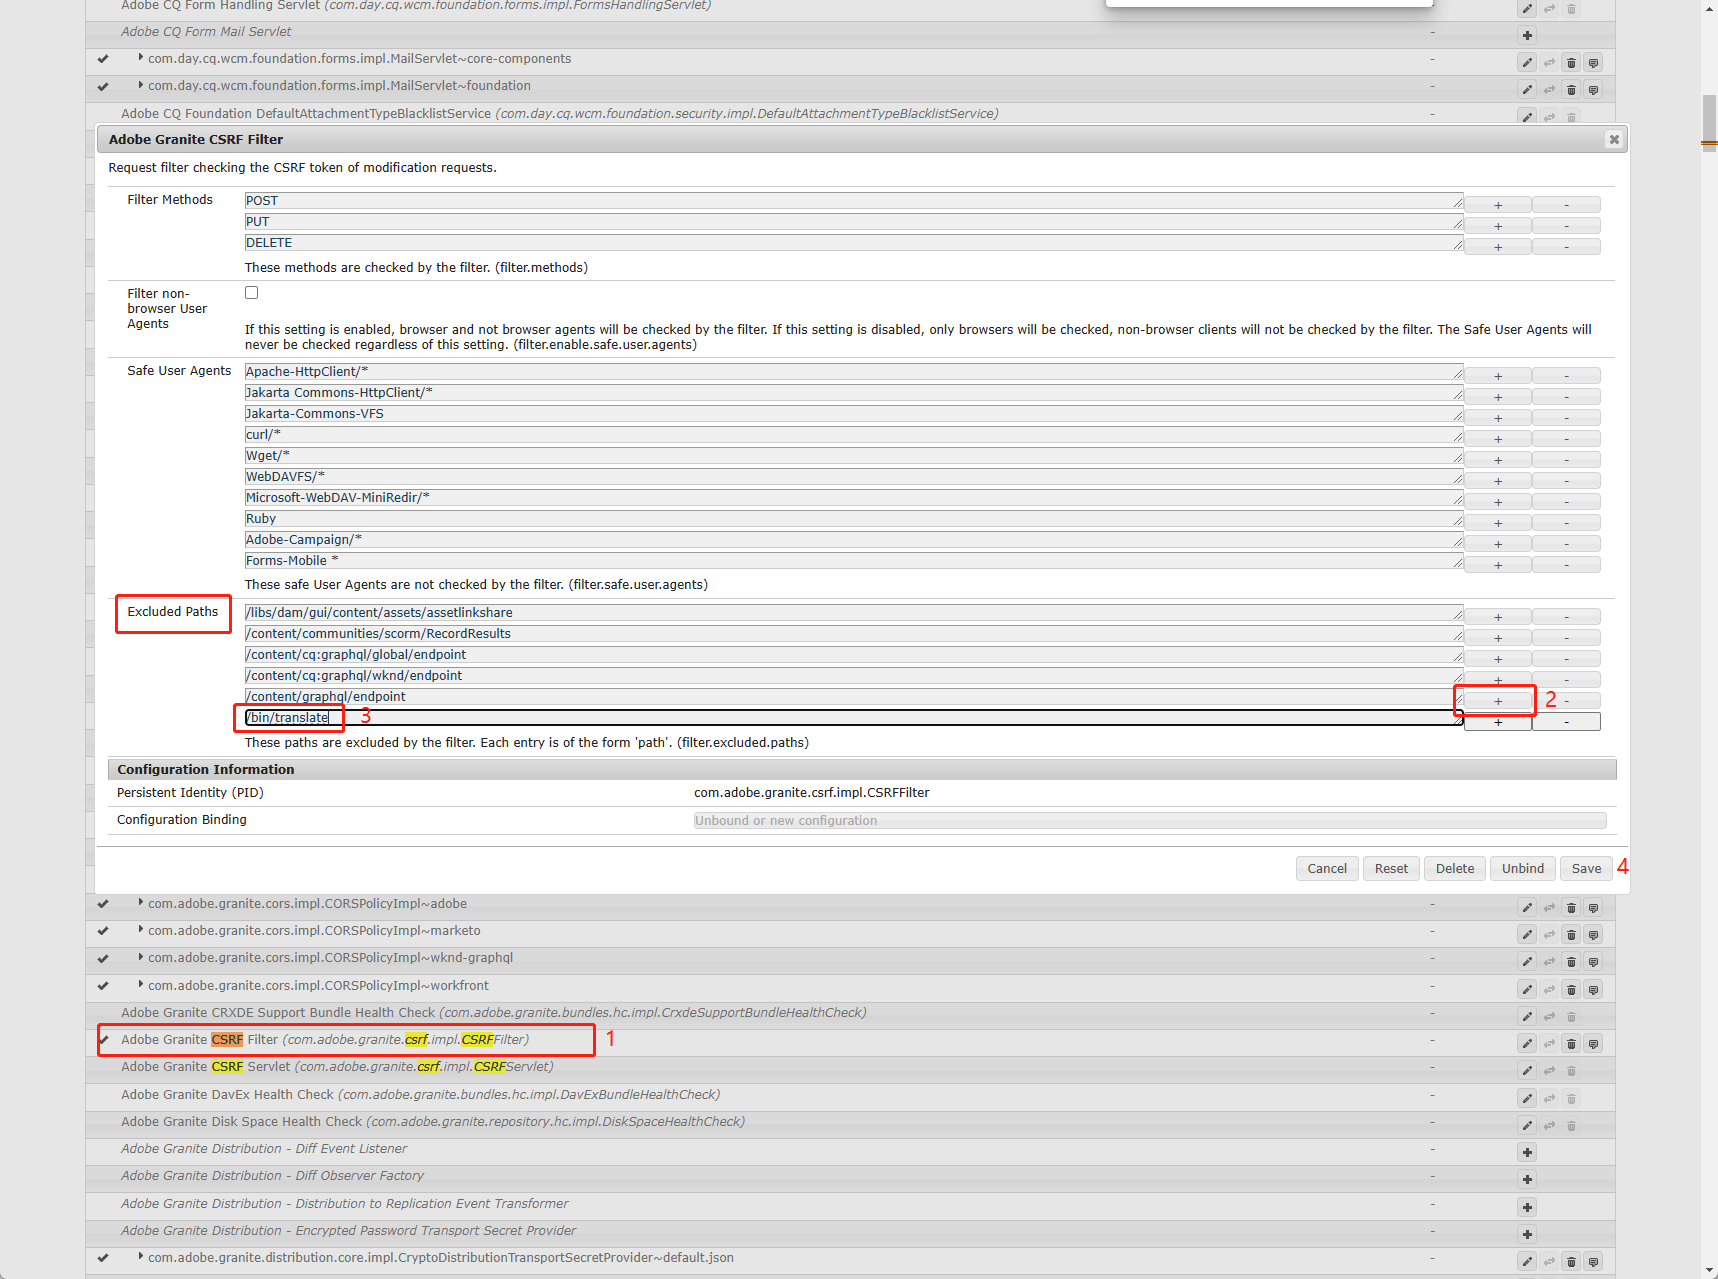 Adobe CQ Form Handling Servlet (com.day.cq.wcm.foundation.forms.impl.FormsHandlingServlet) -
Adobe CQ Form Mail Servlet -
com.day.cq.wcm.foundation.forms.impl.MailServlet~core-components -
com.day.cq.wcm.foundation.forms.impl.MailServlet~foundation -
Adobe CQ Foundation DefaultAttachmentTypeBlacklistService (com.day.cq.wcm.foundation.security.impl.DefaultAttachmentTypeBlacklistService) -
Adobe Granite CSRF Filter
Request filter checking the CSRF token of modification requests.
Filter Methods POST + -
PUT + -
DELETE + -
These methods are checked by the filter. (filter.methods)
Filter non-
browser User
Agents
If this setting is enabled, browser and not browser agents will be checked by the filter. If this setting is disabled, only browsers will be checked, non-browser clients will not be checked by the filter. The Safe User Agents will
never be checked regardless of this setting. (filter.enable.safe.user.agents)
Safe User Agents Apache-HttpClient/* + -
Jakarta Commons-HttpClient/* + -
Jakarta-Commons-VFS + -
curl/* + -
Wget/* + -
WebDAVFS/* + -
Microsoft-WebDAV-MiniRedir/* + -
Ruby + -
Adobe-Campaign/* + -
Forms-Mobile * + -
These safe User Agents are not checked by the filter. (filter.safe.user.agents)
Excluded Paths /libs/dam/gui/content/assets/assetlinkshare + -
/content/communities/scorm/RecordResults + -
/content/cq:graphql/global/endpoint + -
/content/cq:graphql/wknd/endpoint + -
/content/graphql/endpoint + 2 -
/bin/translate 3 + -
These paths are excluded by the filter. Each entry is of the form 'path'. (filter.excluded.paths)
Configuration Information
Persistent Identity (PID) com.adobe.granite.csrf.impl.CSRFFilter
Configuration Binding Unbound or new configuration
Cancel Reset Delete Unbind Save 4
com.adobe.granite.cors.impl.CORSPolicyImpl~adobe -
com.adobe.granite.cors.impl.CORSPolicyImpl~marketo -
com.adobe.granite.cors.impl.CORSPolicyImpl~wknd-graphql -
com.adobe.granite.cors.impl.CORSPolicyImpl~workfront -
Adobe Granite CRXDE Support Bundle Health Check (com.adobe.granite.bundles.hc.impl.CrxdeSupportBundleHealthCheck) -
Adobe Granite CSRF Filter (com.adobe.granite.csrf.impl.CSRFFilter) 1 -
Adobe Granite CSRF Servlet (com.adobe.granite.csrf.impl.CSRFServlet) -
Adobe Granite DavEx Health Check (com.adobe.granite.bundles.hc.impl.DavExBundleHealthCheck) -
Adobe Granite Disk Space Health Check (com.adobe.granite.repository.hc.impl.DiskSpaceHealthCheck) -
Adobe Granite Distribution - Diff Event Listener -
Adobe Granite Distribution - Diff Observer Factory -
Adobe Granite Distribution - Distribution to Replication Event Transformer -
Adobe Granite Distribution - Encrypted Password Transport Secret Provider -
com.adobe.granite.distribution.core.impl.CryptoDistributionTransportSecretProvider~default.json -